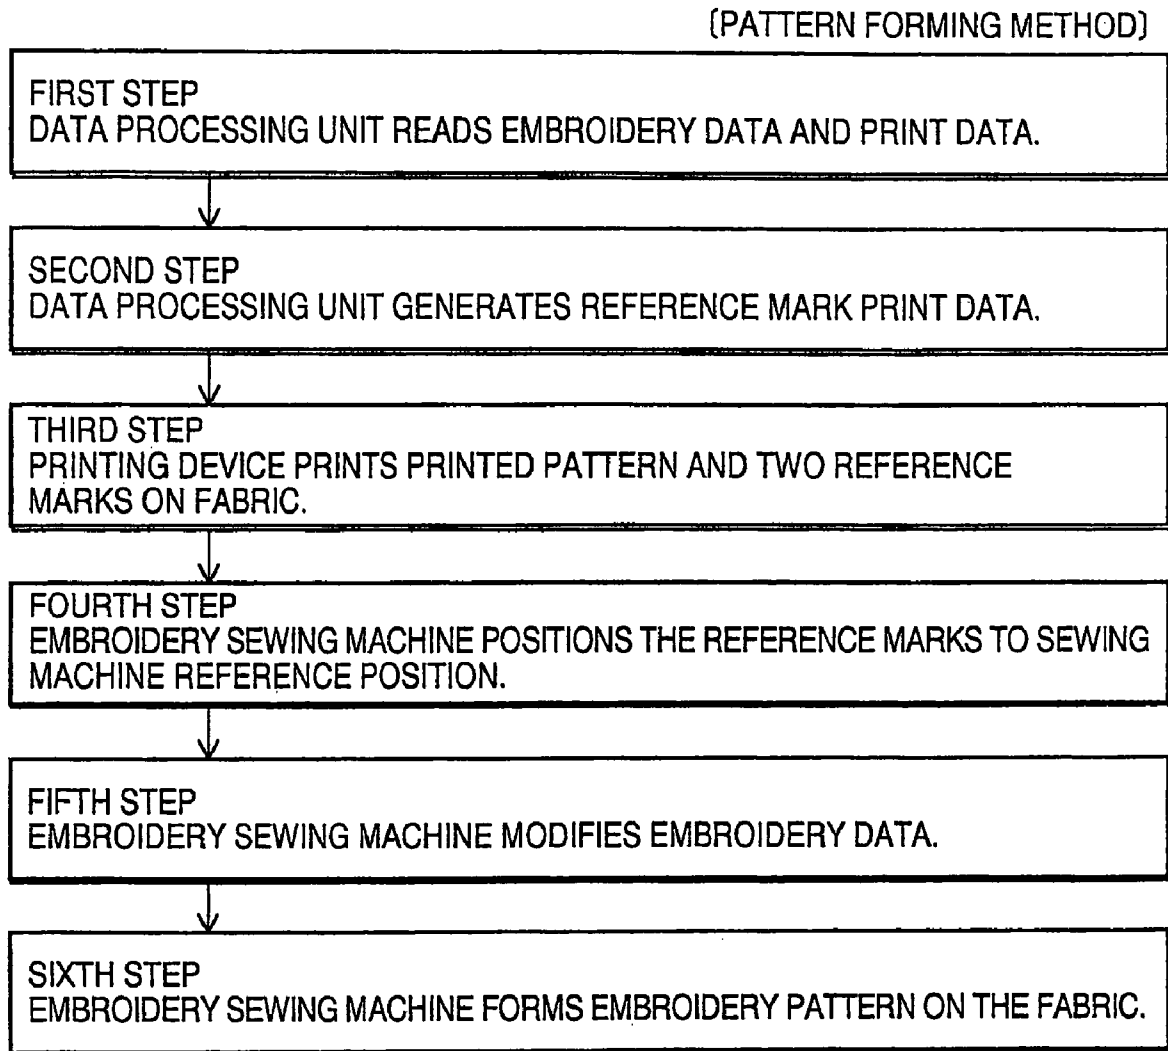 [PATTERN FORMING METHOD]
FIRST STEP
DATA PROCESSING UNIT READS EMBROIDERY DATA AND PRINT DATA.
SECOND STEP
DATA PROCESSING UNIT GENERATES REFERENCE MARK PRINT DATA.
THIRD STEP
PRINTING DEVICE PRINTS PRINTED PATTERN AND TWO REFERENCE
MARKS ON FABRIC.
FOURTH STEP
EMBROIDERY SEWING MACHINE POSITIONS THE REFERENCE MARKS TO SEWING
MACHINE REFERENCE POSITION.
FIFTH STEP
EMBROIDERY SEWING MACHINE MODIFIES EMBROIDERY DATA.
SIXTH STEP
EMBROIDERY SEWING MACHINE FORMS EMBROIDERY PATTERN ON THE FABRIC.